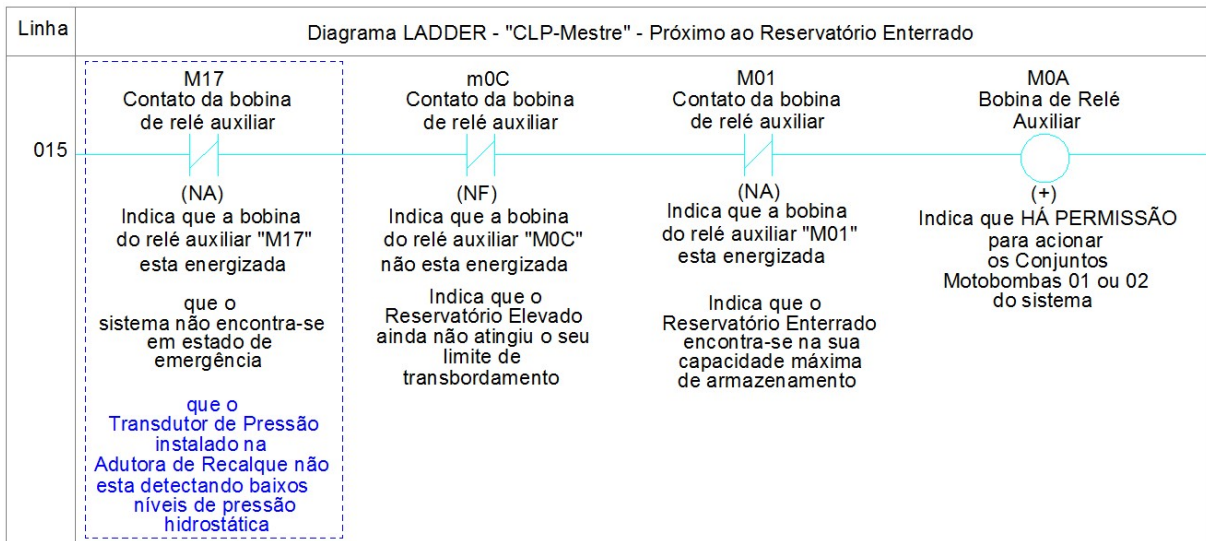 Linha
Diagrama LADDER - "CLP-Mestre" - Próximo ao Reservatório Enterrado
015
M17
Contato da bobina
de relé auxiliar
(NA)
Indica que a bobina
do relé auxiliar "M17"
esta energizada
que o
sistema não encontra-se
em estado de
emergência
que o
Transdutor de Pressão
instalado na
Adutora de Recalque não
esta detectando baixos
níveis de pressão
hidrostática
m0C
Contato da bobina
de relé auxiliar
(NF)
Indica que a bobina
do relé auxiliar "M0C"
não esta energizada
Indica que o
Reservatório Elevado
ainda não atingiu o seu
limite de
transbordamento
M01
Contato da bobina
de relé auxiliar
(NA)
Indica que a bobina
do relé auxiliar "M01"
esta energizada
Indica que o
Reservatório Enterrado
encontra-se na sua
capacidade máxima
de armazenamento
M0A
Bobina de Relé
Auxiliar
(+)
Indica que HÁ PERMISSÃO
para acionar
os Conjuntos
Motobombas 01 ou 02
do sistema